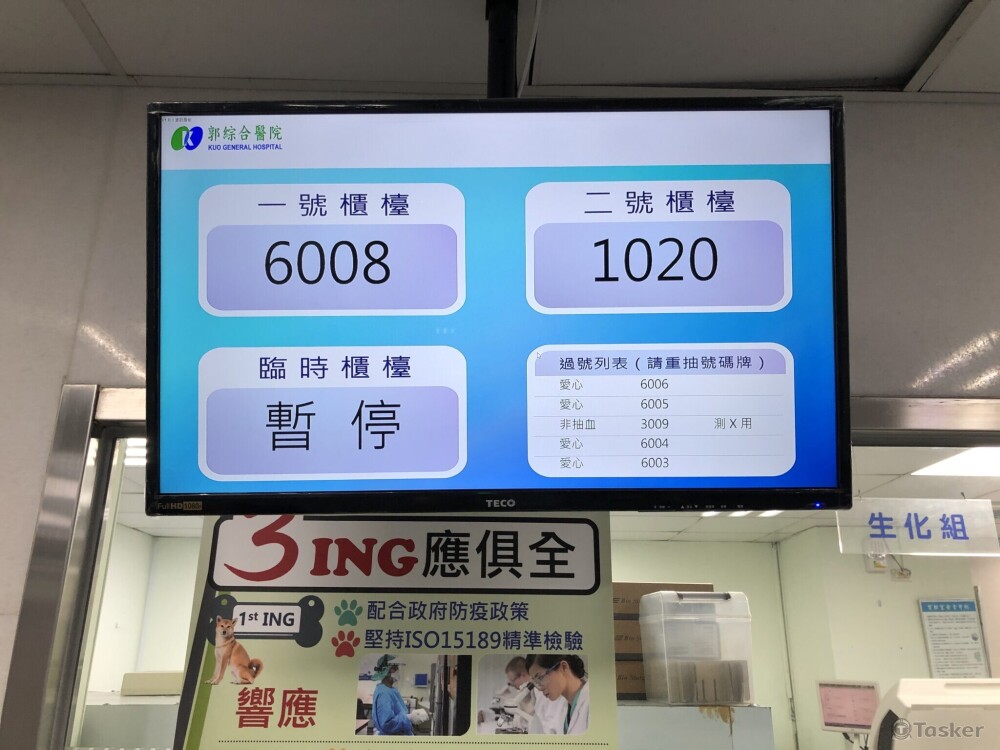 郭綜合醫院
KUO GENERAL HOSPITAL
一號櫃檯
6008
二號櫃檯
1020
臨時櫃檯
暫停
過號列表（請重抽號碼牌）
愛心 6006
愛心 6005
非抽血 3009 測X用
愛心 6004
愛心 6003
Full HD
TECO
生化組
3ING應俱全
1st ING
配合政府防疫政策
堅持ISO15189精準檢驗
響應
Tasker